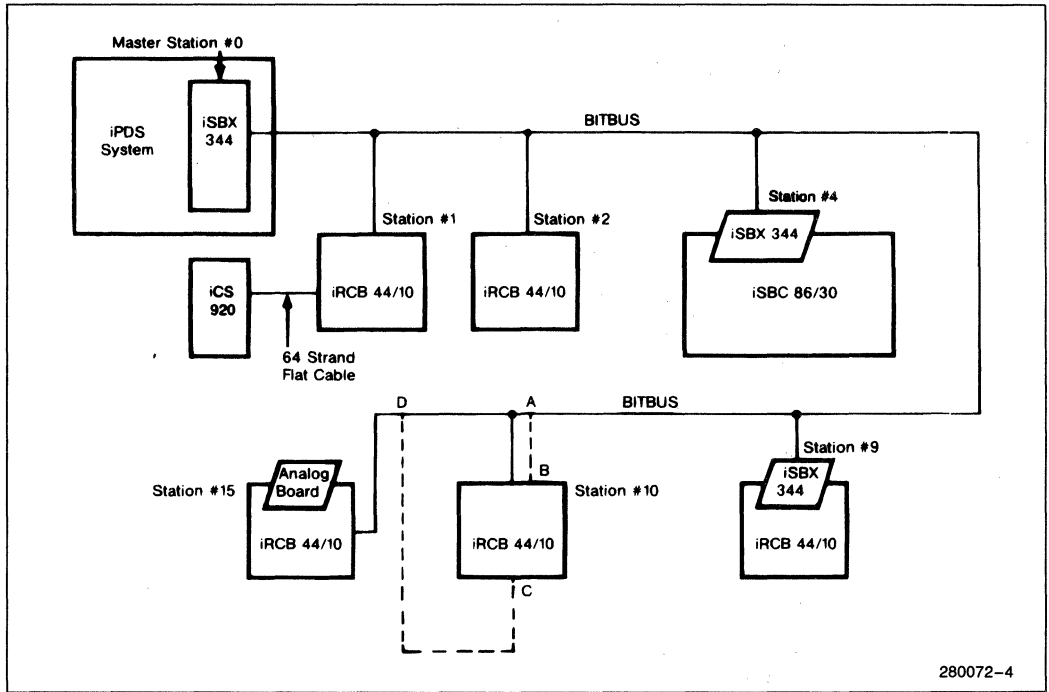 Master Station #0
iPDS
System
iSBX
344
BITBUS
Station #1
Station #2
Station #4
iSBX 344
iCS
920
iRCB 44/10
iRCB 44/10
iSBC 86/30
64 Strand
Flat Cable
D
A
BITBUS
Station #9
Station #15
Analog
Board
B
Station #10
iSBX
344
iRCB 44/10
iRCB 44/10
iRCB 44/10
C
280072-4